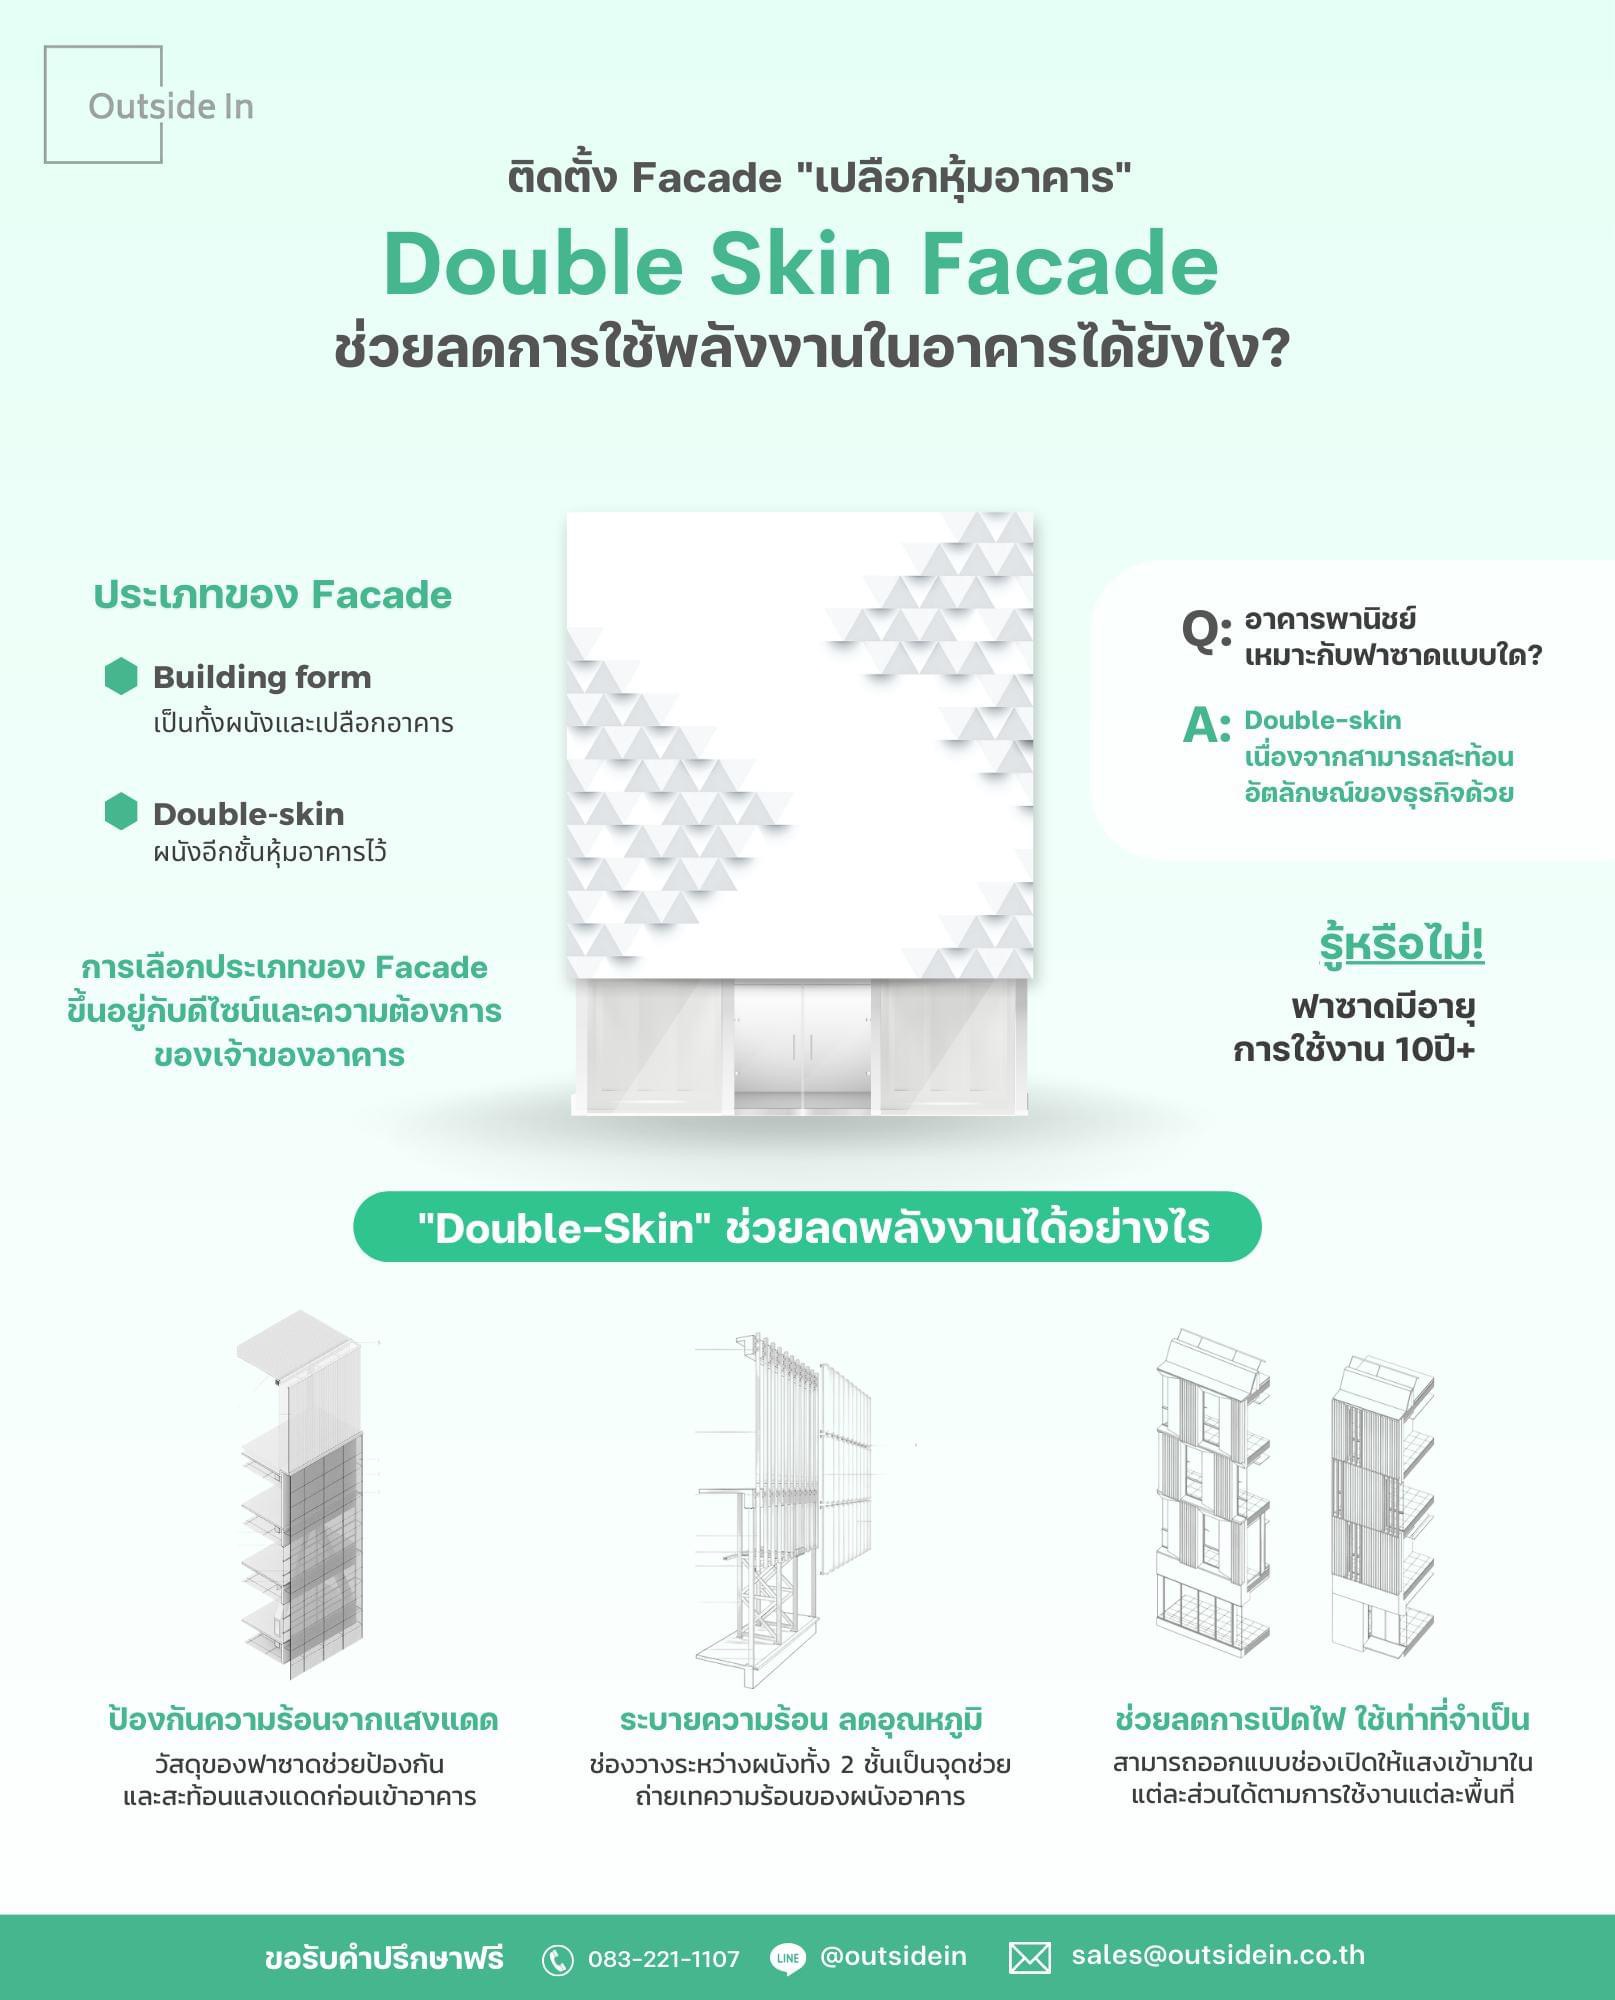 Outside In
ติดตั้ง Facade "เปลือกหุ้มอาคาร"
Double Skin Facade
ช่วยลดการใช้พลังงานในอาคารได้ยังไง?
ประเภทของ Facade
Building form
เป็นทั้งผนังและเปลือกอาคาร
Double-skin
ผนังอีกชั้นหุ้มอาคารไว้
การเลือกประเภทของ Facade
ขึ้นอยู่กับดีไซน์และความต้องการ
ของเจ้าของอาคาร
Q: อาคารพานิชย์
เหมาะกับฟาซาดแบบใด?
A: Double-skin
เนื่องจากสามารถสะท้อน
อัตลักษณ์ของธุรกิจด้วย
รู้หรือไม่!
ฟาซาดมีอายุ
การใช้งาน 10ปี+
"Double-Skin" ช่วยลดพลังงานได้อย่างไร
ป้องกันความร้อนจากแสงแดด
วัสดุของฟาซาดช่วยป้องกัน
และสะท้อนแสงแดดก่อนเข้าอาคาร
ระบายความร้อน ลดอุณหภูมิ
ช่องวางระหว่างผนังทั้ง 2 ชั้นเป็นจุดช่วย
ถ่ายเทความร้อนของผนังอาคาร
ช่วยลดการเปิดไฟ ใช้เท่าที่จำเป็น
สามารถออกแบบช่องเปิดให้แสงเข้ามาใน
แต่ละส่วนได้ตามการใช้งานแต่ละพื้นที่
ขอรับคำปรึกษาฟรี
083-221-1107
LINE
@outsidein
sales@outsidein.co.th